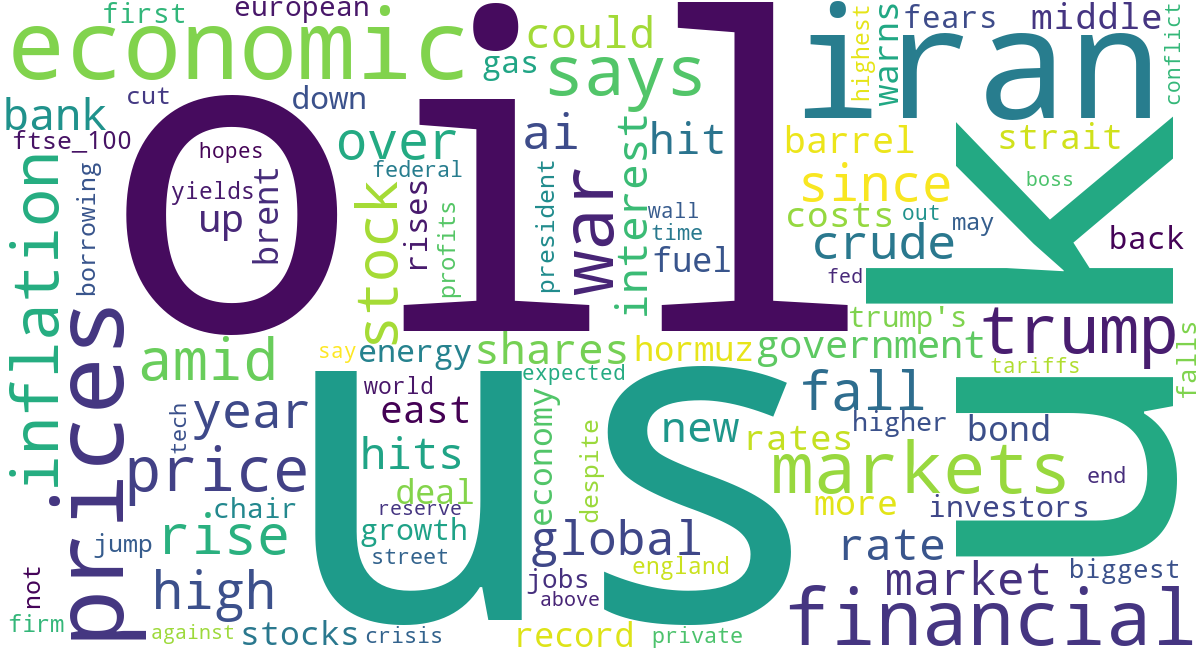 first
european
economic
oil
could
gas
says
iran
highest
warns
fears
middle
conflict
bank
cut
down
ftse_100
hopes
over
ai
hit
interest
barrel
strait
uk
inflation
borrowing
yields
up
brent
federal
stock
rises
profits
president
war
wall
time
fuel
since
boss
costs
out
may
crude
back
fed
prices
amid
say
energy
shares
hormuz
trump's
government
trump
tariffs
falls
expected
us
world
east
year
tech
price
hits
deal
reserve
economy
despite
new
rates
fall
higher
bond
markets
end
chair
rise
growth
street
global
more
investors
jump
rate
not
high
jobs
above
england
market
biggest
firm
against
stocks
crisis
record
private
financial